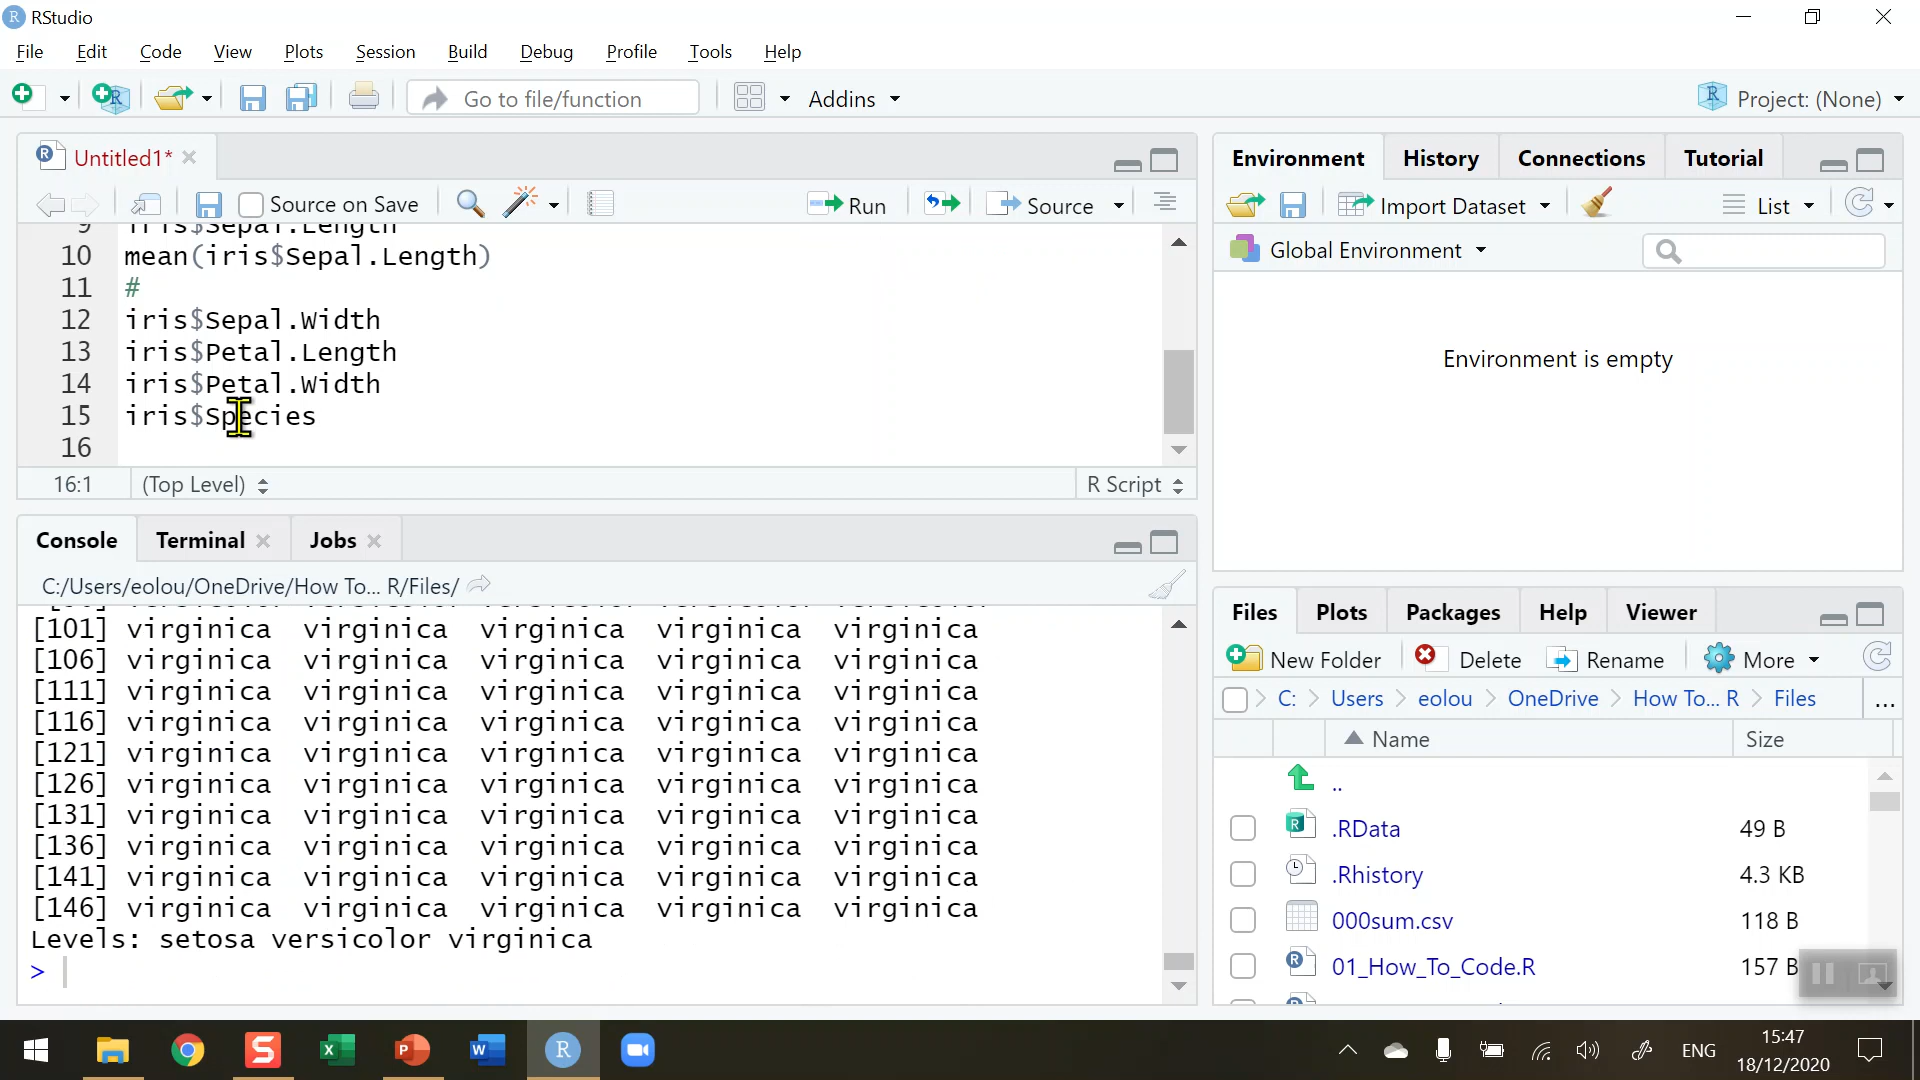 RStudio
File Edit Code View Plots Session Build Debug Profile Tools Help
Go to file/function
Addins
Project: (None)
Untitled1*
Source on Save
Run
Source
9 iris$Sepal.Length
10 mean(iris$Sepal.Length)
11 #
12 iris$Sepal.Width
13 iris$Petal.Length
14 iris$Petal.Width
15 iris$Species
16
16:1 (Top Level) R Script
Console Terminal Jobs
C:/Users/eolou/OneDrive/How To... R/Files/
[101] virginica virginica virginica virginica virginica
[106] virginica virginica virginica virginica virginica
[111] virginica virginica virginica virginica virginica
[116] virginica virginica virginica virginica virginica
[121] virginica virginica virginica virginica virginica
[126] virginica virginica virginica virginica virginica
[131] virginica virginica virginica virginica virginica
[136] virginica virginica virginica virginica virginica
[141] virginica virginica virginica virginica virginica
[146] virginica virginica virginica virginica virginica
Levels: setosa versicolor virginica
>
Environment History Connections Tutorial
Import Dataset
List
Global Environment
Environment is empty
Files Plots Packages Help Viewer
New Folder Delete Rename More
C: > Users > eolou > OneDrive > How To... R > Files ...
Name Size
..
.RData 49 B
.Rhistory 4.3 KB
000sum.csv 118 B
01_How_To_Code.R 157 B
ENG
15:47
18/12/2020